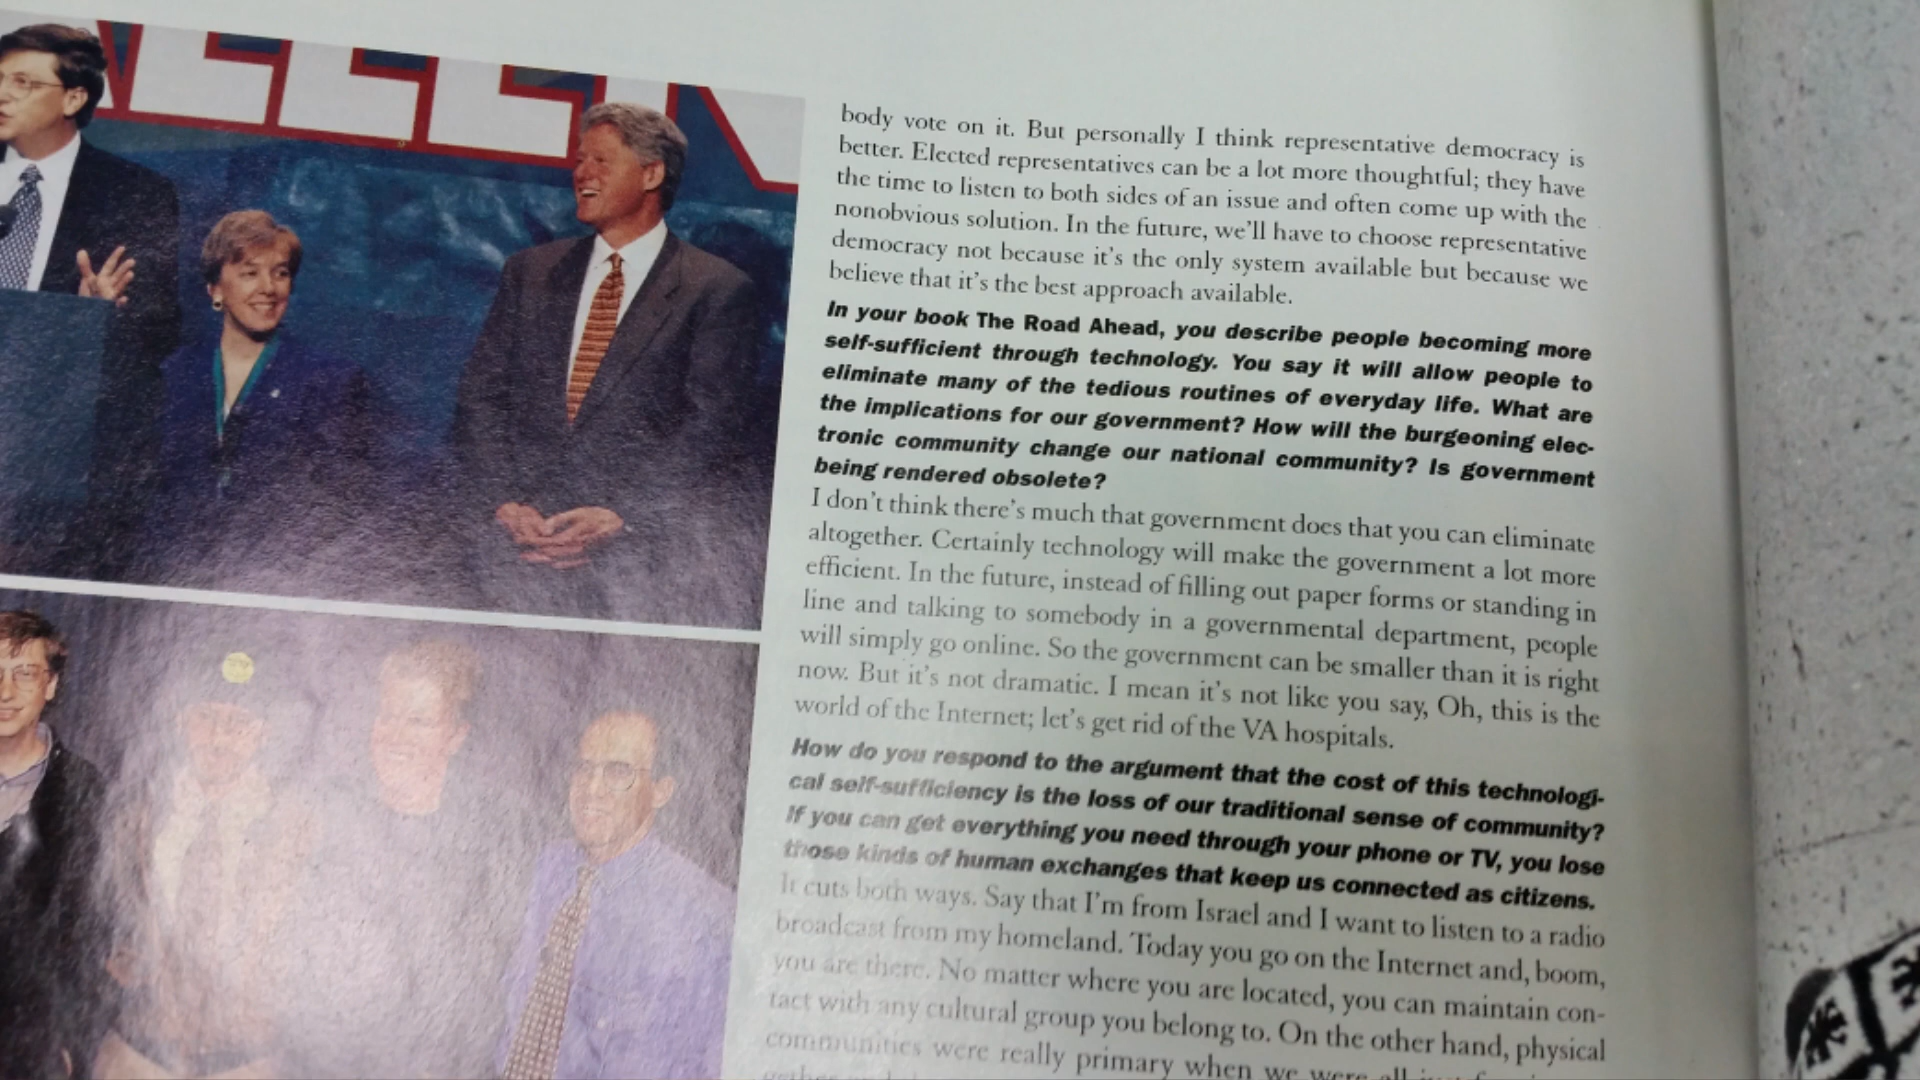 body vote on it. But personally I think representative democracy is
better. Elected representatives can be a lot more thoughtful; they have
the time to listen to both sides of an issue and often come up with the
nonobvious solution. In the future, we'll have to choose representative
democracy not because it's the only system available but because we
believe that it's the best approach available.
In your book The Road Ahead, you describe people becoming more
self-sufficient through technology. You say it will allow people to
eliminate many of the tedious routines of everyday life. What are
the implications for our government? How will the burgeoning elec-
tronic community change our national community? Is government
being rendered obsolete?
I don't think there's much that government does that you can eliminate
altogether. Certainly technology will make the government a lot more
efficient. In the future, instead of filling out paper forms or standing in
line and talking to somebody in a governmental department, people
will simply go online. So the government can be smaller than it is right
now. But it's not dramatic. I mean it's not like you say, Oh, this is the
world of the Internet; let's get rid of the VA hospitals.
How do you respond to the argument that the cost of this technologi-
cal self-sufficiency is the loss of our traditional sense of community?
If you can get everything you need through your phone or TV, you lose
those kinds of human exchanges that keep us connected as citizens.
It cuts both ways. Say that I'm from Israel and I want to listen to a radio
broadcast from my homeland. Today you go on the Internet and, boom,
you are there. No matter where you are located, you can maintain con-
tact with any cultural group you belong to. On the other hand, physical
communities were really primary when we were all